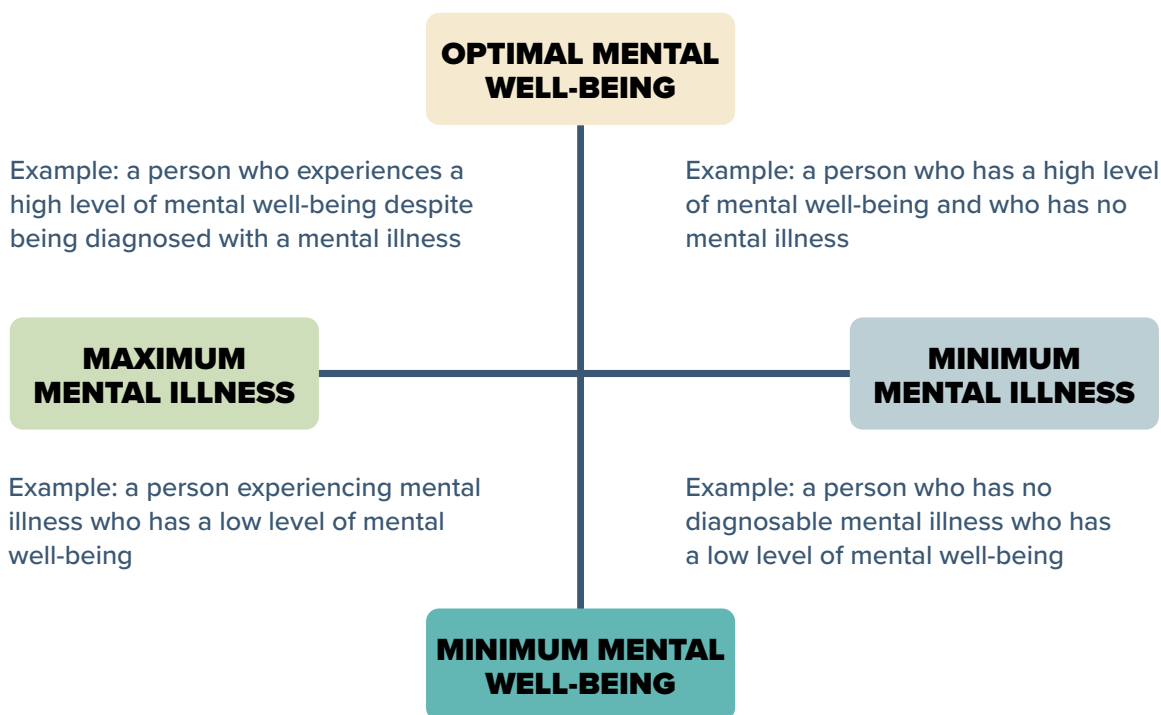 OPTIMAL MENTAL
WELL-BEING
Example: a person who experiences a
high level of mental well-being despite
being diagnosed with a mental illness
Example: a person who has a high level
of mental well-being and who has no
mental illness
MAXIMUM
MENTAL ILLNESS
MINIMUM
MENTAL ILLNESS
Example: a person experiencing mental
illness who has a low level of mental
well-being
Example: a person who has no
diagnosable mental illness who has
a low level of mental well-being
MINIMUM MENTAL
WELL-BEING